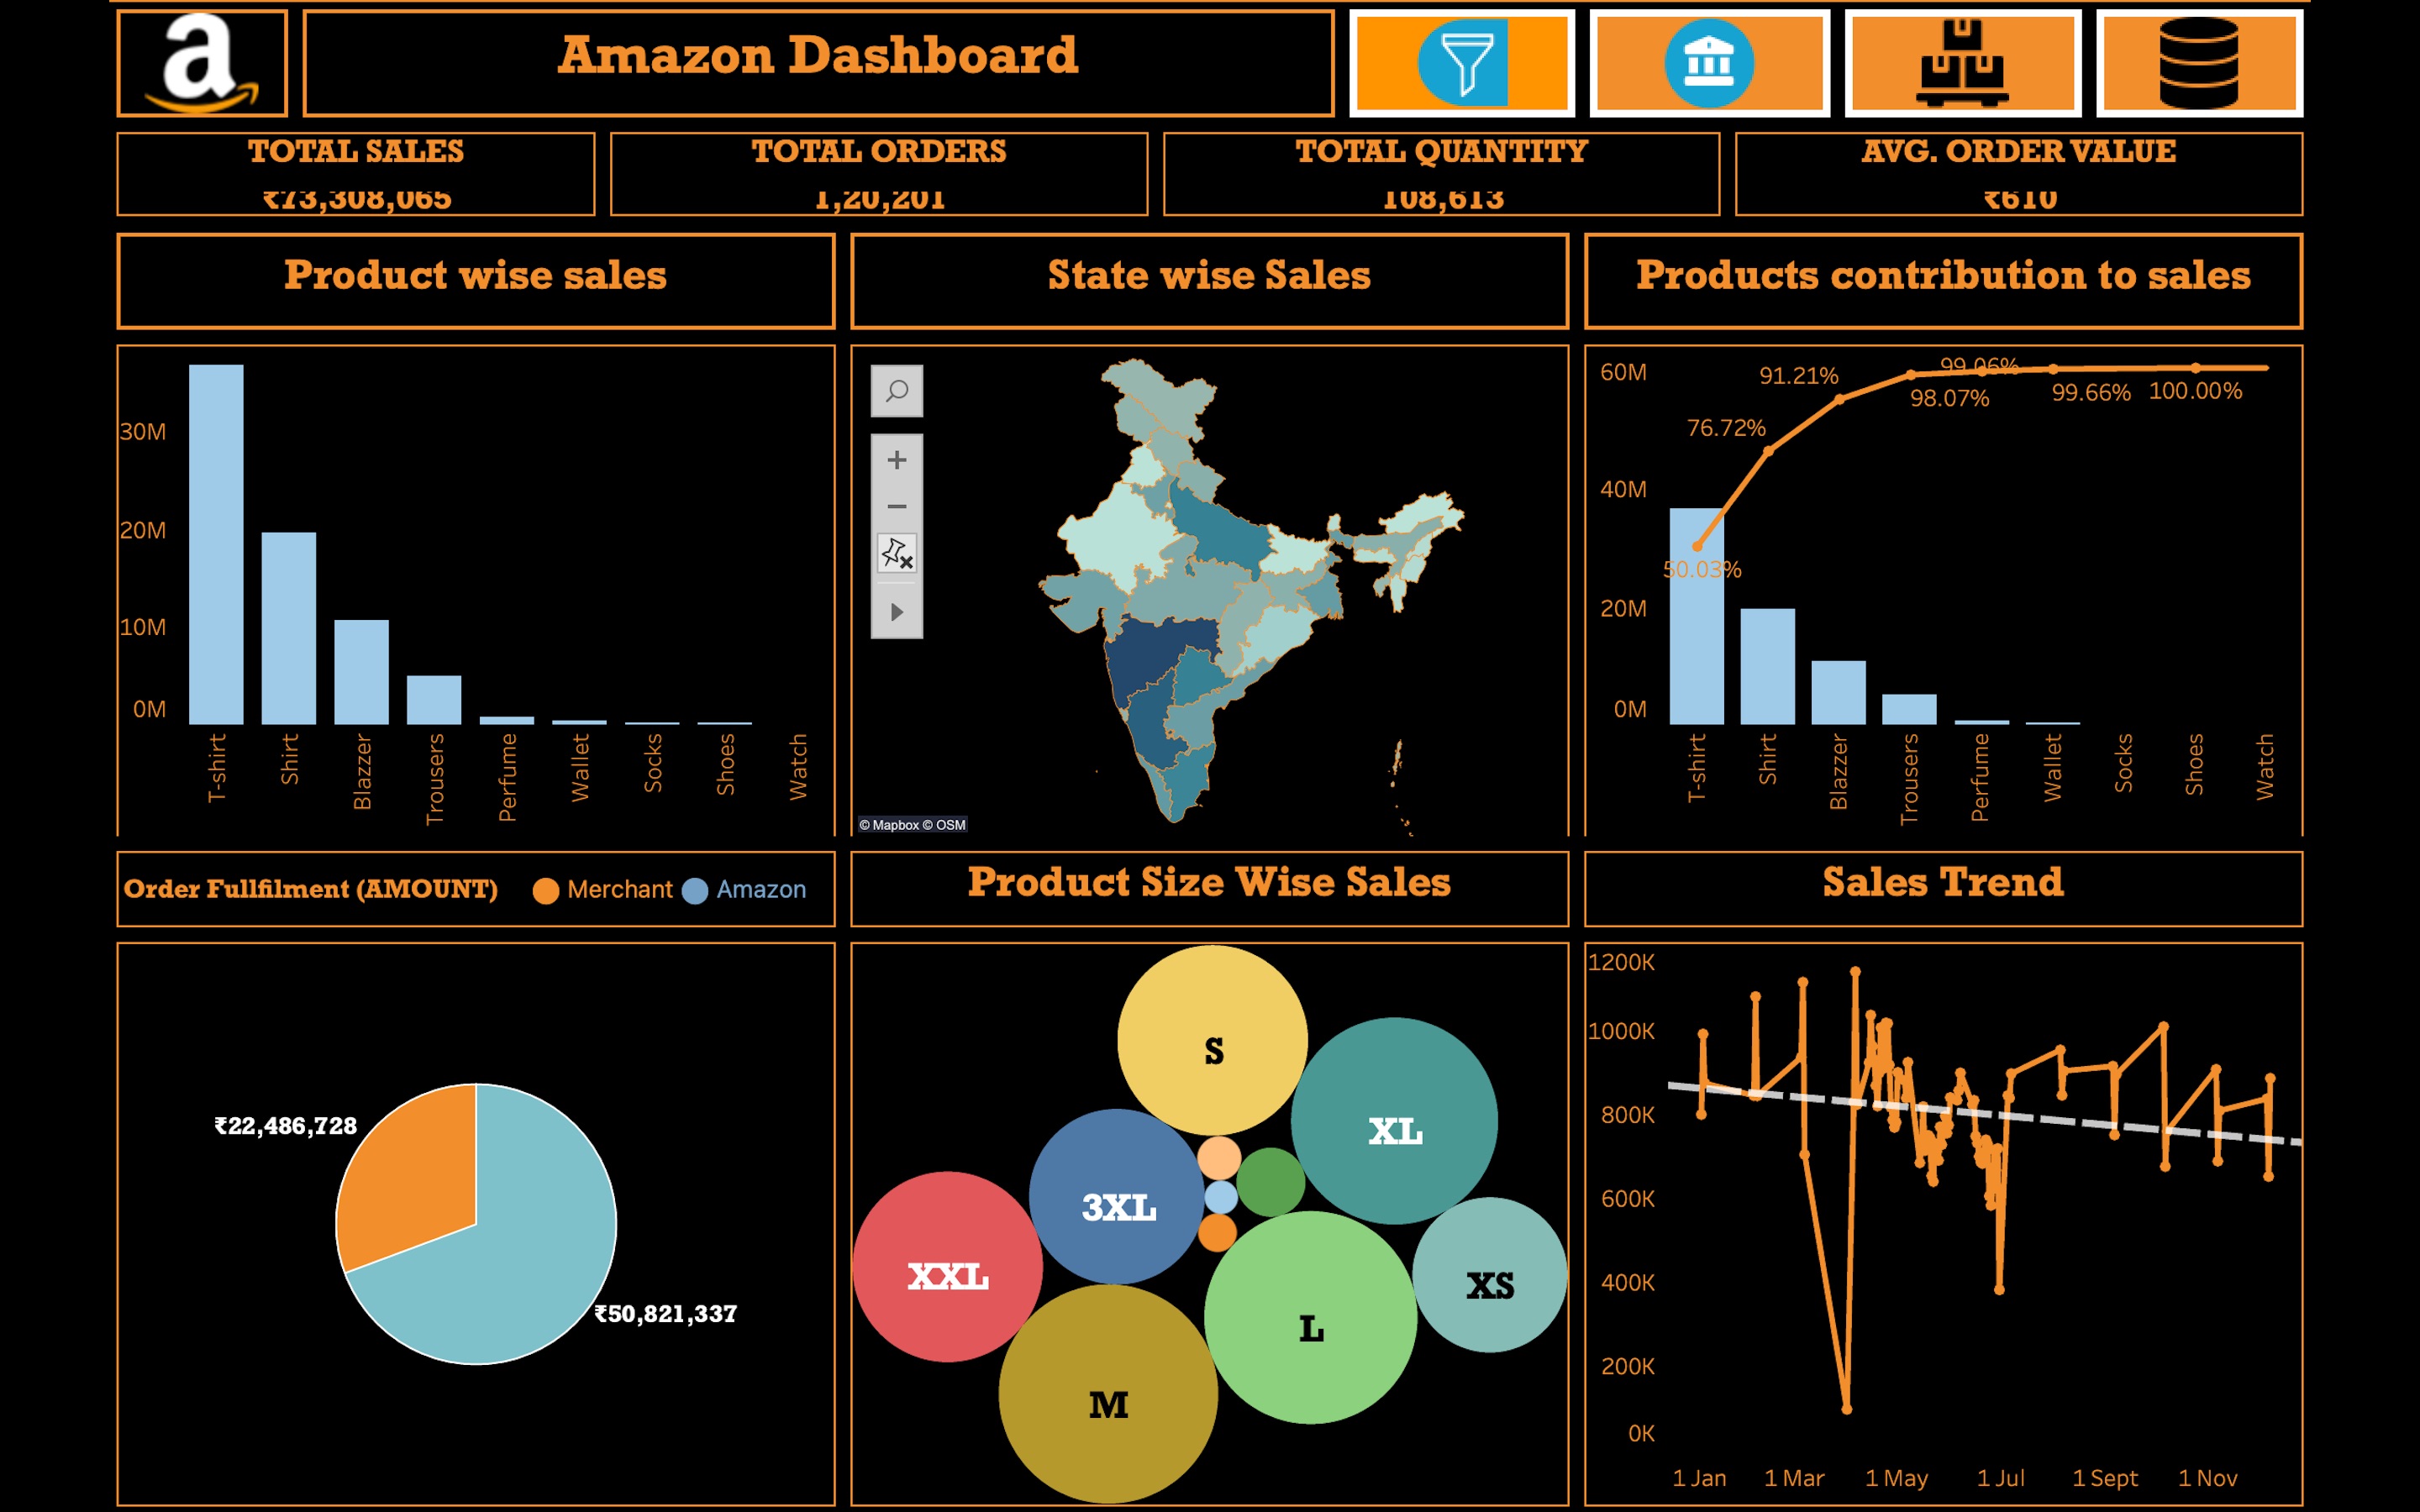 a
Amazon Dashboard
TOTAL SALES
₹73,308,065
TOTAL ORDERS
1,20,201
TOTAL QUANTITY
108,613
AVG. ORDER VALUE
₹610
Product wise sales
State wise Sales
Products contribution to sales
30M
20M
10M
0M
T-shirt
Shirt
Blazzer
Trousers
Perfume
Wallet
Socks
Shoes
Watch
© Mapbox © OSM
60M
40M
20M
0M
50.03%
76.72%
91.21%
98.07%
99.06%
99.66%
100.00%
T-shirt
Shirt
Blazzer
Trousers
Perfume
Wallet
Socks
Shoes
Watch
Order Fullfilment (AMOUNT)
Merchant
Amazon
Product Size Wise Sales
Sales Trend
₹22,486,728
₹50,821,337
S
XL
3XL
XXL
XS
L
M
1200K
1000K
800K
600K
400K
200K
0K
1 Jan
1 Mar
1 May
1 Jul
1 Sept
1 Nov